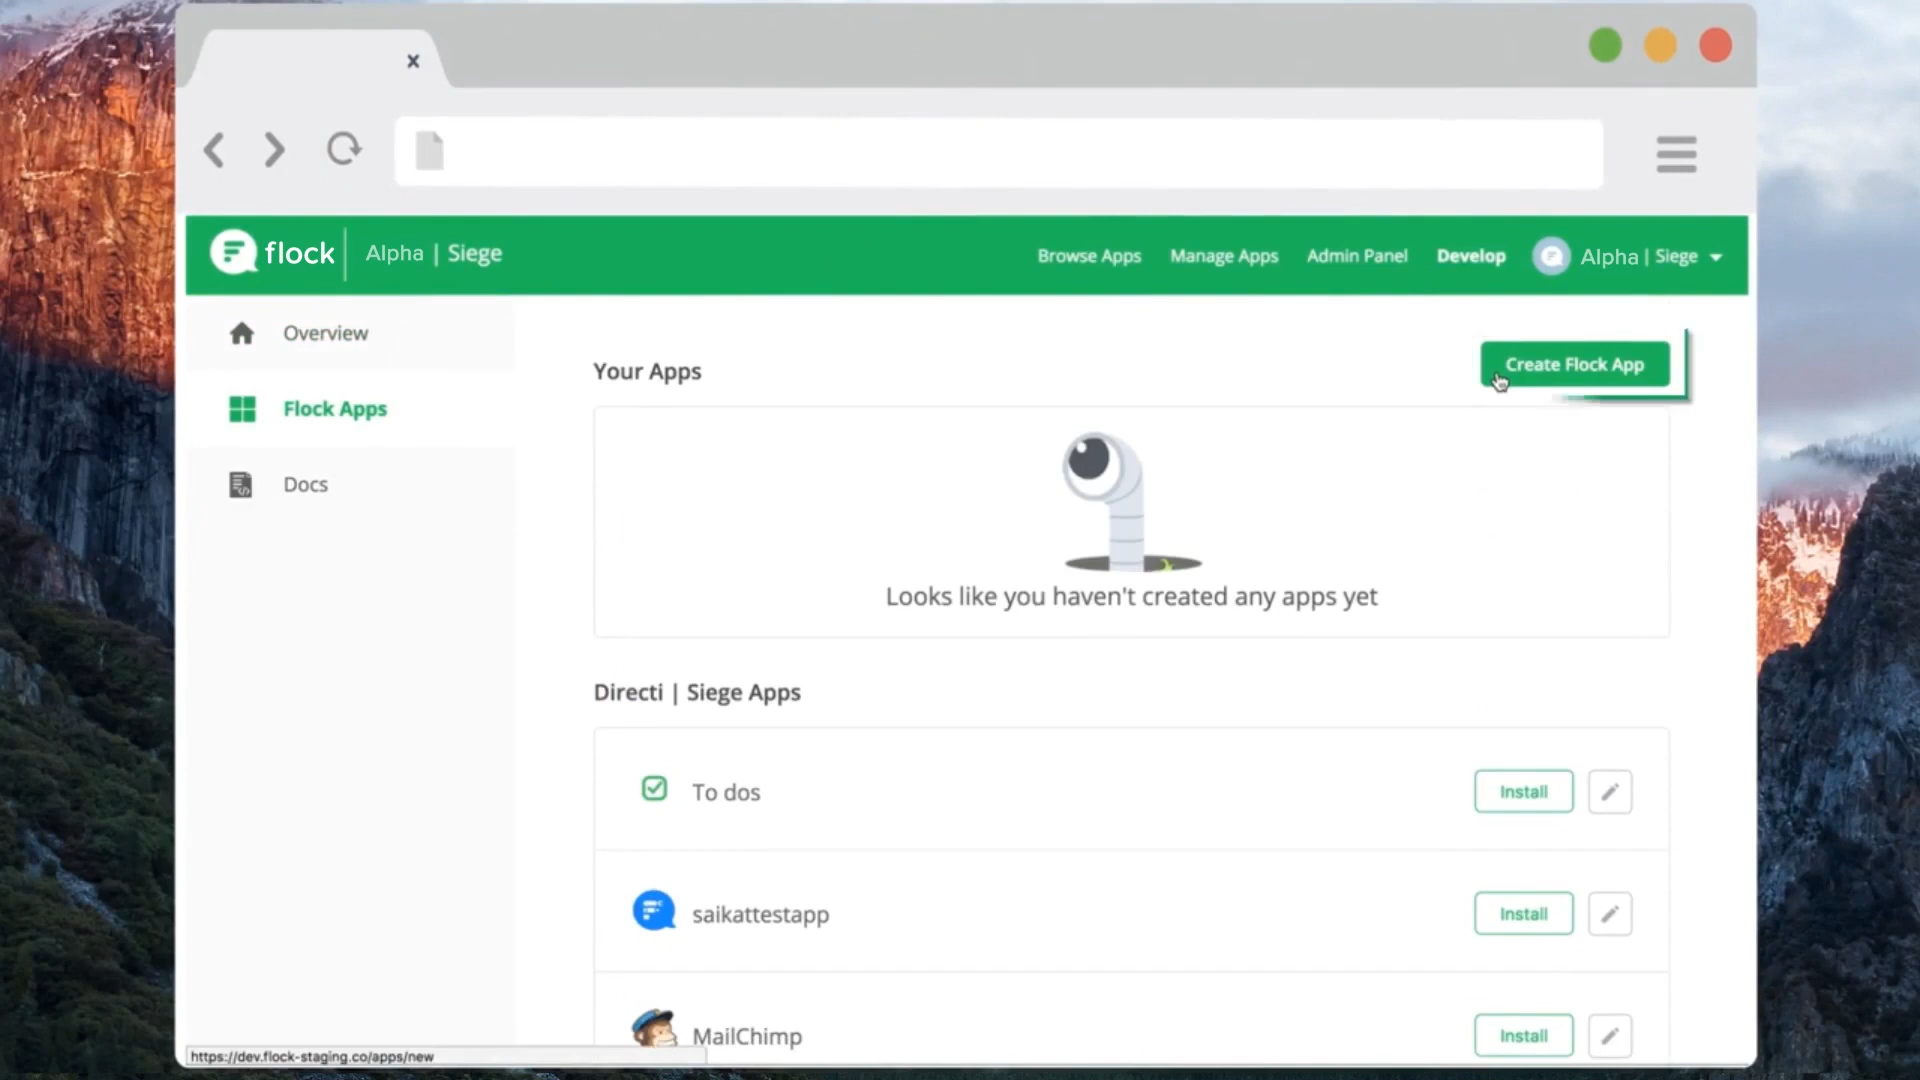 x
flock
Alpha | Siege
Browse Apps
Manage Apps
Admin Panel
Develop
Alpha | Siege
Overview
Flock Apps
Docs
Your Apps
Create Flock App
Looks like you haven't created any apps yet
Directi | Siege Apps
To dos
Install
saikattestapp
Install
MailChimp
Install
https://dev.flock-staging.co/apps/new